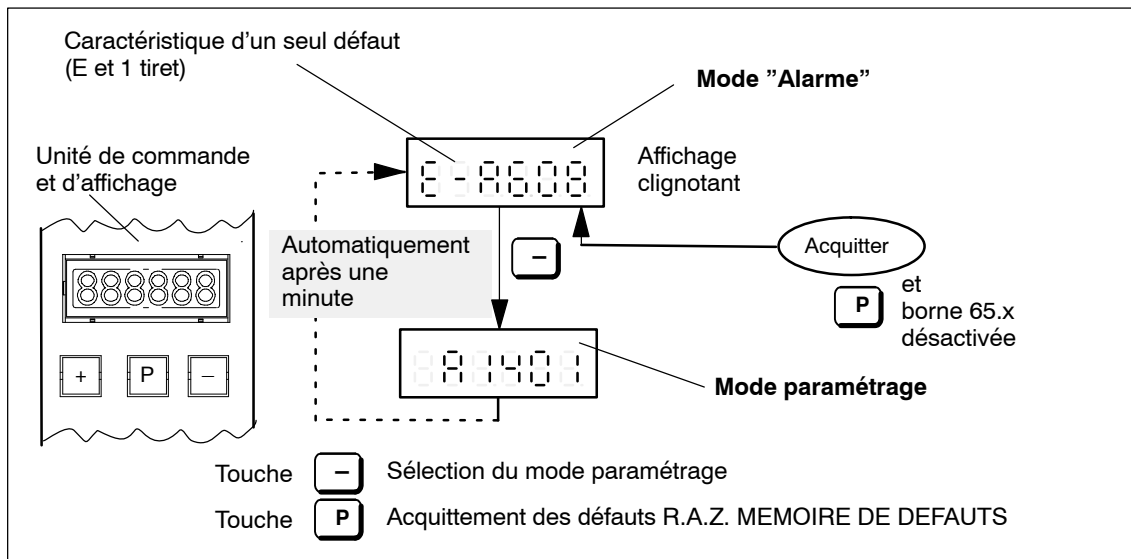 Caractéristique d'un seul défaut
(E et 1 tiret)
Mode ”Alarme”
Unité de commande
et d'affichage
E-A608
Affichage
clignotant
Automatiquement
après une
minute
–
Acquitter
P
et
borne 65.x
désactivée
A1401
Mode paramétrage
+
P
–
Touche – Sélection du mode paramétrage
Touche P Acquittement des défauts R.A.Z. MEMOIRE DE DEFAUTS